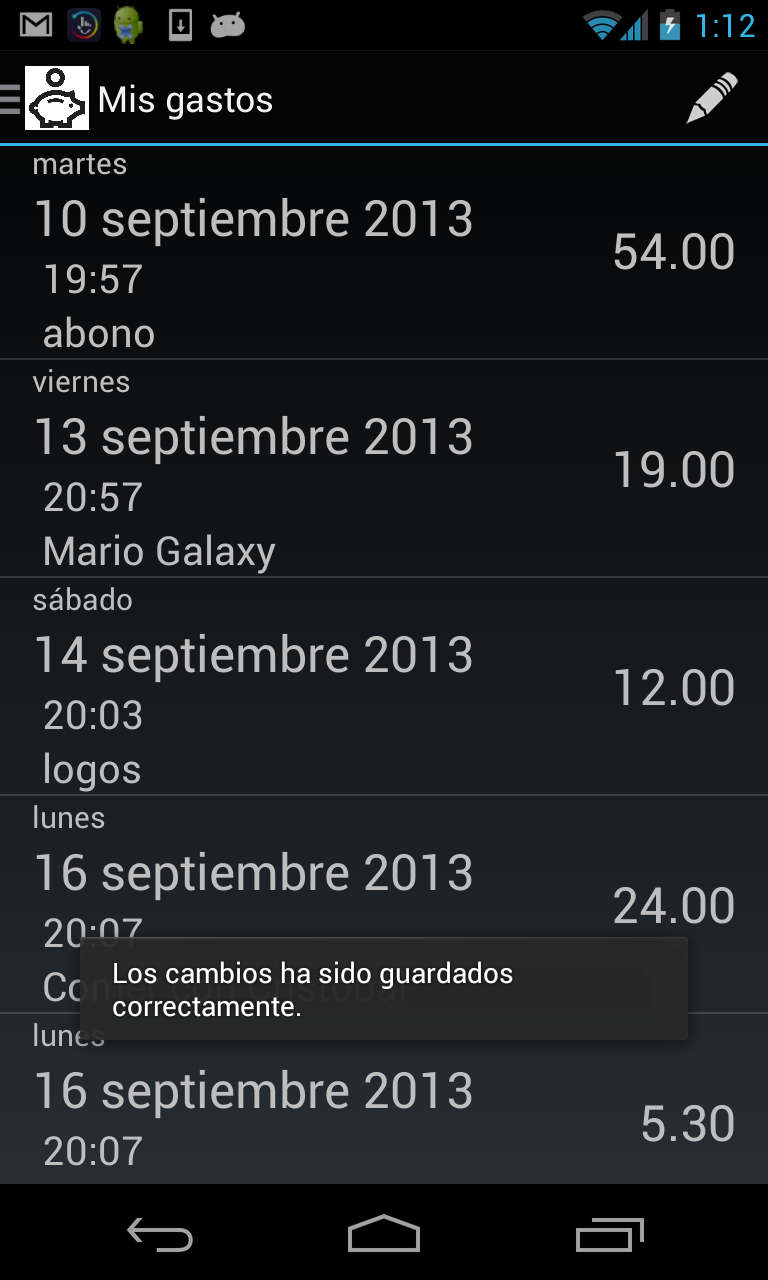 1:12
Mis gastos
martes
10 septiembre 2013
54.00
19:57
abono
viernes
13 septiembre 2013
19.00
20:57
Mario Galaxy
sábado
14 septiembre 2013
12.00
20:03
logos
lunes
16 septiembre 2013
24.00
20:07
Los cambios ha sido guardados
correctamente.
lunes
16 septiembre 2013
5.30
20:07